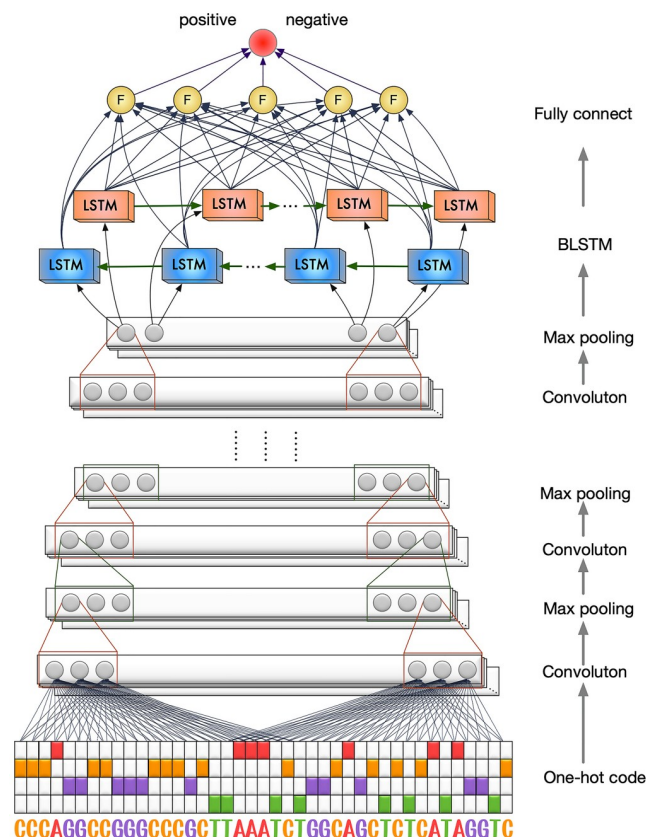 positive negative
F F F F F
Fully connect
LSTM LSTM ... LSTM LSTM
BLSTM
LSTM LSTM ... LSTM LSTM
Max pooling
Convoluton
Max pooling
Convoluton
Max pooling
Convoluton
One-hot code
CCCAGGCCGGGCCCGCTTAAATCTGGCAGCTCTCATAGGTC